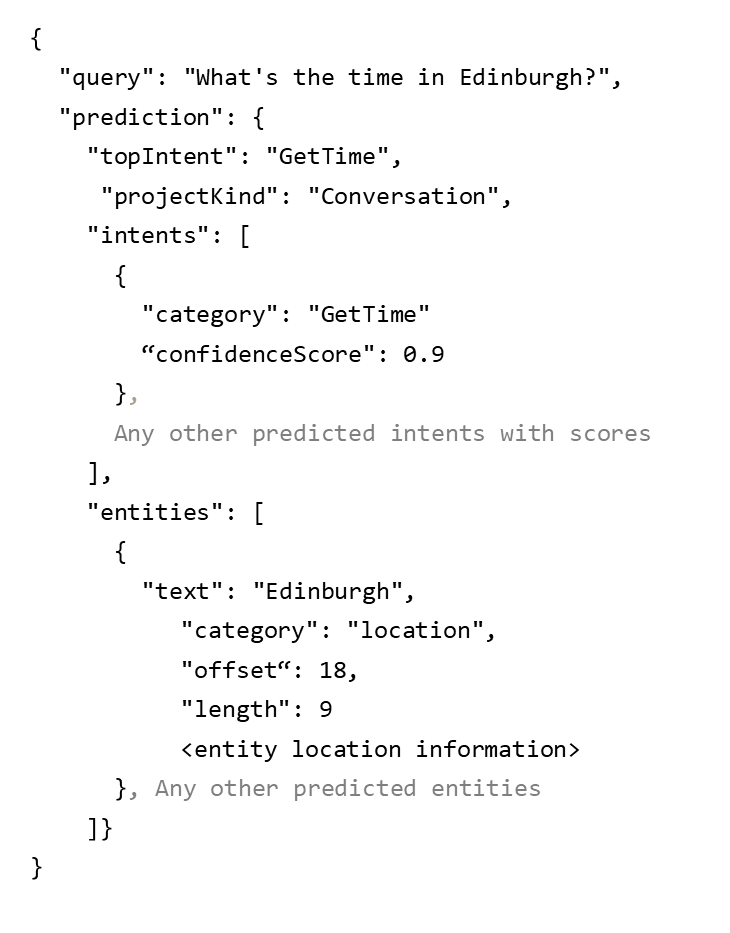 {
"query": "What's the time in Edinburgh?",
"prediction": {
"topIntent": "GetTime",
"projectKind": "Conversation",
"intents": [
{
"category": "GetTime"
“confidenceScore": 0.9
},
Any other predicted intents with scores
],
"entities": [
{
"text": "Edinburgh",
"category": "location",
"offset“: 18,
"length": 9
<entity location information>
}, Any other predicted entities
]}
}